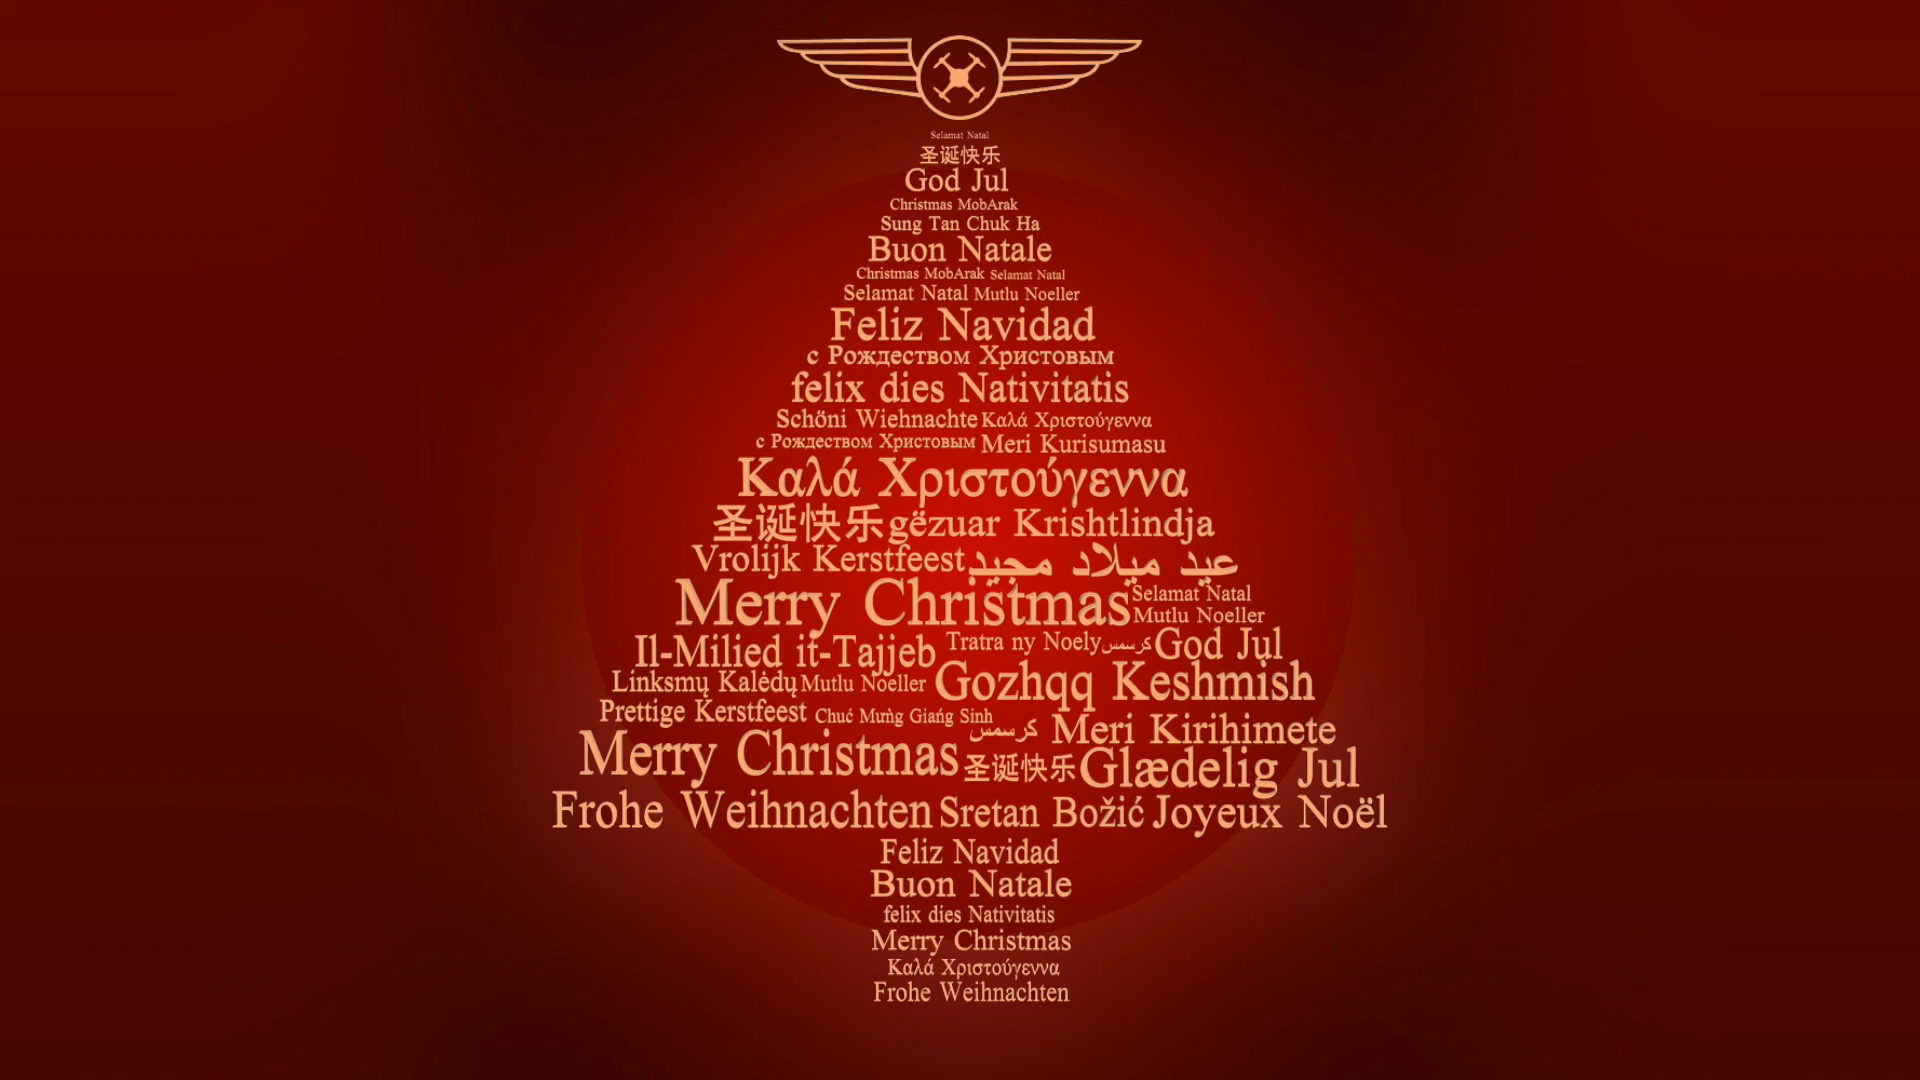 Selamat Natal
圣诞快乐
God Jul
Christmas MobArak
Sung Tan Chuk Ha
Buon Natale
Christmas MobArak Selamat Natal
Selamat Natal Mutlu Noeller
Feliz Navidad
с Рождеством Христовым
felix dies Nativitatis
Schöni Wiehnachte Καλά Χριστούγεννα
с Рождеством Христовым Meri Kurisumasu
Καλά Χριστούγεννα
圣诞快乐 gëzuar Krishtlindja
Vrolijk Kerstfeest عيد ميلاد مجيد
Merry Christmas Selamat Natal
Mutlu Noeller
Il-Milied it-Tajjeb Tratra ny Noely كرسمس God Jul
Linksmų Kalėdų Mutlu Noeller Gozhqq Keshmish
Prettige Kerstfeest Chuć Mưǹg Giańg Sinh كرسمس Meri Kirihimete
Merry Christmas 圣诞快乐 Glædelig Jul
Frohe Weihnachten Sretan Božić Joyeux Noël
Feliz Navidad
Buon Natale
felix dies Nativitatis
Merry Christmas
Καλά Χριστούγεννα
Frohe Weihnachten